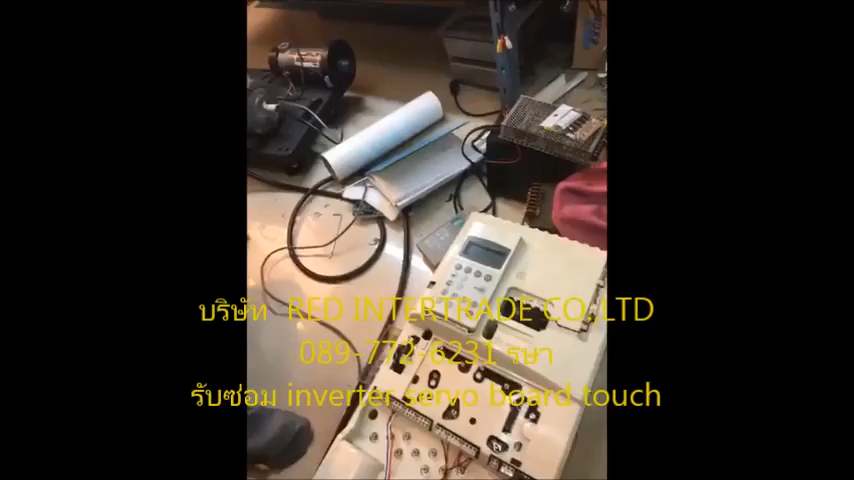 บริษัท RED INTERTRADE CO.,LTD
089-772-6231 รษา
รับซ่อม inverter servo board touch